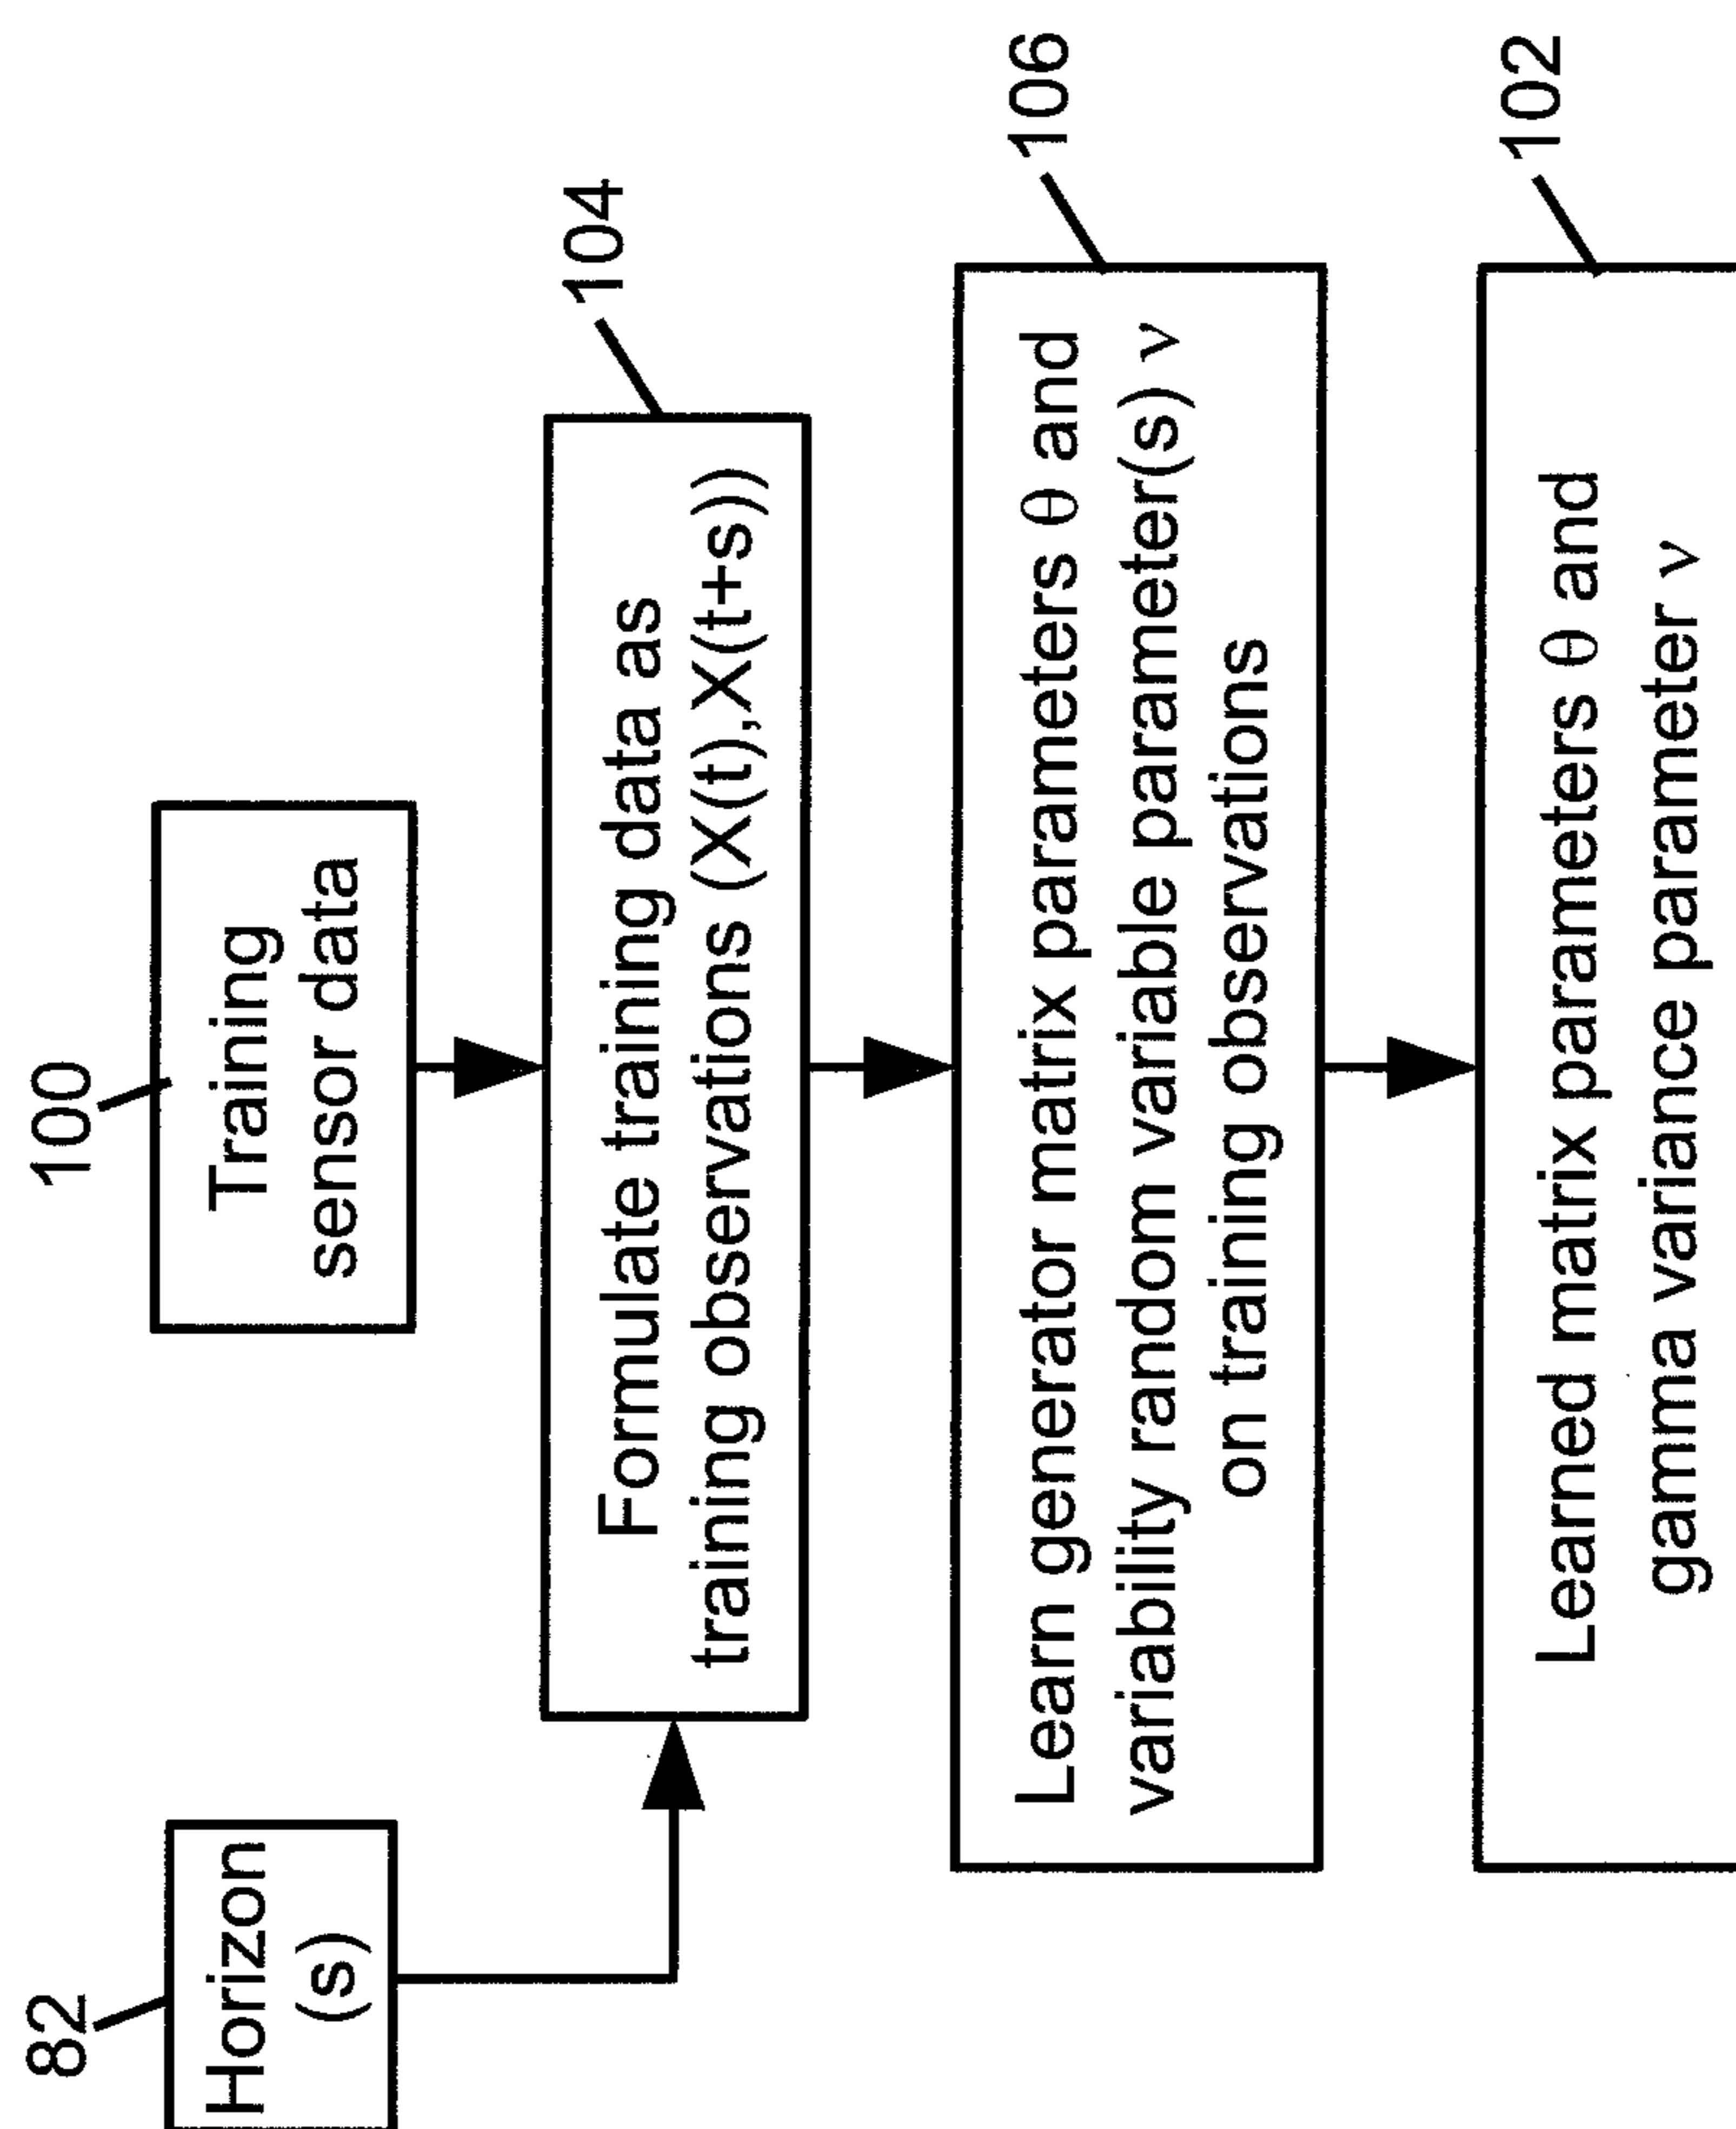 82
Horizon
(s)
100
Training
sensor data
104
Formulate training data as
training observations (X(t),X(t+s))
106
Learn generator matrix parameters θ and
variability random variable parameter(s) ν
on training observations
102
Learned matrix parameters θ and
gamma variance parameter ν